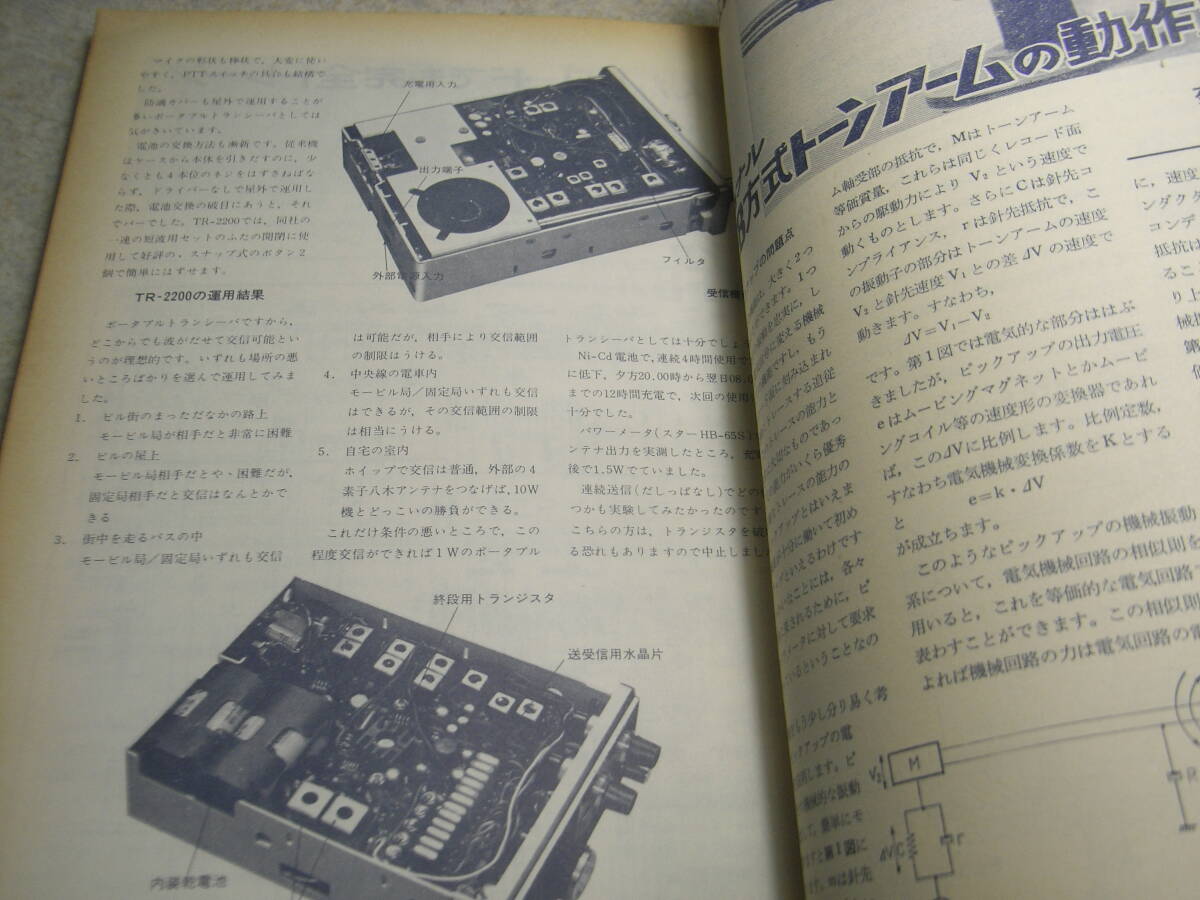 マイクの形状も棒状で、大変に使い
やすく、PTTスイッチの具合も結構で
した。
防滴カバーも屋外で運用することが
多いポータブルトランシーバとしては
気がきいています。
電池の交換方法も漸新です。従来機
はケースから本体を引きだすのに、少
なくとも4本位のネジをはずさねばな
らず、ドライバーなしで屋外で運用し
た際、電池交換の破目にあうと、それ
でパーでした。TR-2200では、同社の
一連の短波用セットのふたの開閉に使
用して好評の、スナップ式のボタン2
個で簡単にはずせます。
TR-2200の運用結果
ポータブルトランシーバですから、
どこからでも波がだせて交信可能とい
うのが理想的です。いずれも場所の悪
いところばかりを選んで運用してみま
した。
1. ビル街のまっただなかの路上
モービル局が相手だと非常に困難
2. ビルの屋上
モービル局相手だとやゝ困難だが、
固定局相手だと交信はなんとかで
きる
3. 街中を走るバスの中
モービル局/固定局いずれも交信
は可能だが、相手により交信範囲
の制限はうける。
4. 中央線の電車内
モービル局/固定局いずれも交信
はできるが、その交信範囲の制限
は相当にうける。
5. 自宅の室内
ホイップで交信は普通、外部の4
素子八木アンテナをつなげば、10W
機とどっこいの勝負ができる。
これだけ条件の悪いところで、この
程度交信ができれば1Wのポータブル
トランシーバとしては十分でしょ
Ni-Cd電池で、連続4時間使用で
に低下、夕方20.00時から翌日08.0
までの12時間充電で、次回の使用
十分でした。
パワーメータ(スターHB-65S)
ンテナ出力を実測したところ、充
後で1.5Wでていました。
連続送信(だしっぱなし)でどの
つかも実験してみたかったのです
こちらの方は、トランジスタを破
る恐れもありますので中止しまし
充電用入力
出力端子
外部電源入力
フィルタ
受信機
終段用トランジスタ
送受信用水晶片
内装乾電池
方式トーンアームの動作
ップの問題点
ム軸受部の抵抗で、Mはトーンアーム
等価質量、これらは同じくレコード面
からの駆動力により V₂ という速度で
動くものとします。さらにCは針先コ
ンプライアンス、rは針先抵抗で、こ
の振動子の部分はトーンアームの速度
V₂と針先速度V₁との差⊿Vの速度で
動きます。すなわち、
⊿V=V₁−V₂
です。第1図では電気的な部分ははぶ
きましたが、ピックアップの出力電圧
eはムービングマグネットとかムービ
ングコイル等の速度形の変換器であれ
ば、この⊿Vに比例します。比例定数、
すなわち電気機械変換係数をKとする
と
e=k・⊿V
が成立ちます。
このようなピックアップの機械振動
系について、電気機械回路の相似則を
用いると、これを等価的な電気回路で
表わすことができます。この相似則
よれば機械回路の力は電気回路の電
に、速度
ンダクタ
コンデ
抵抗は
るこ
り上
械振
第
V₂
M
⊿V
C
r
R